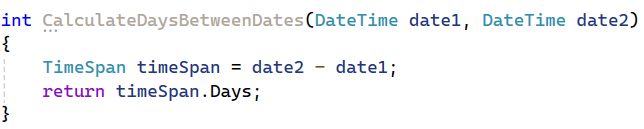 int CalculateDaysBetweenDates(DateTime date1, DateTime date2)
{
    TimeSpan timeSpan = date2 - date1;
    return timeSpan.Days;
}